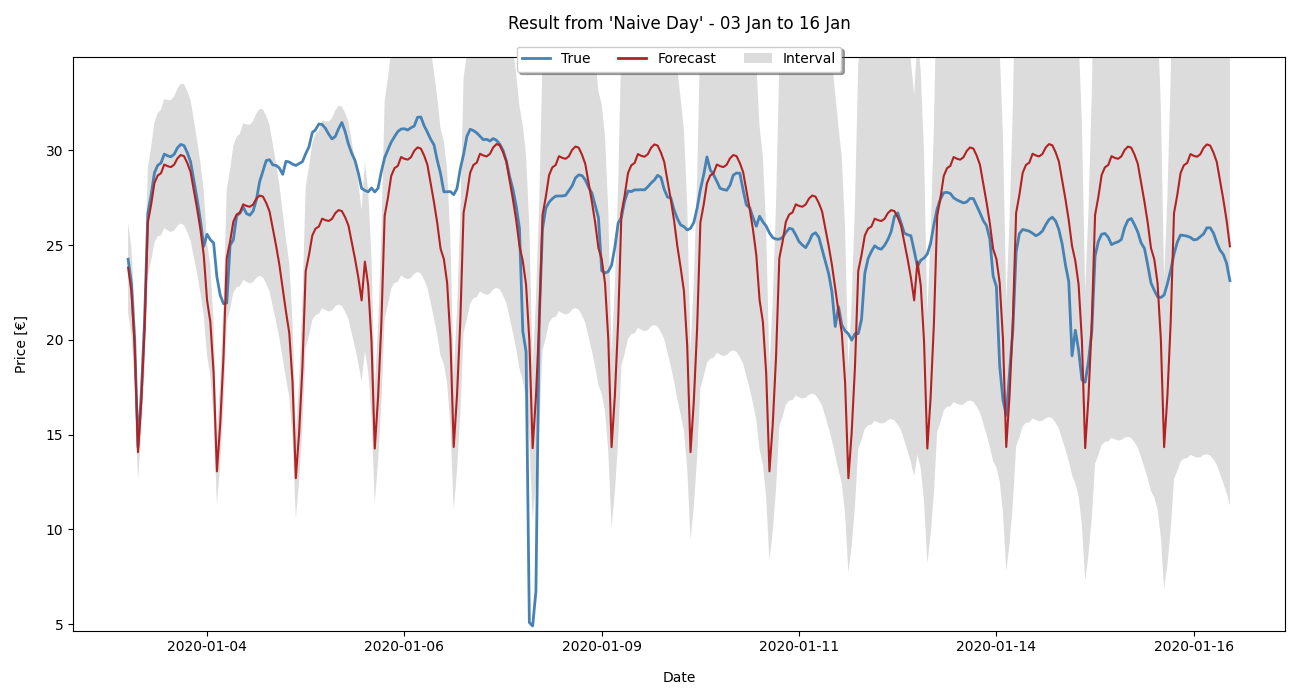 Result from 'Naive Day' - 03 Jan to 16 Jan
True Forecast Interval
Price [€]
30
25
20
15
10
5
2020-01-04 2020-01-06 2020-01-09 2020-01-11 2020-01-14 2020-01-16
Date